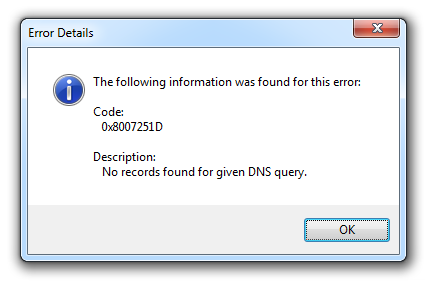 Error Details
The following information was found for this error:
Code:
0x8007251D
Description:
No records found for given DNS query.
OK